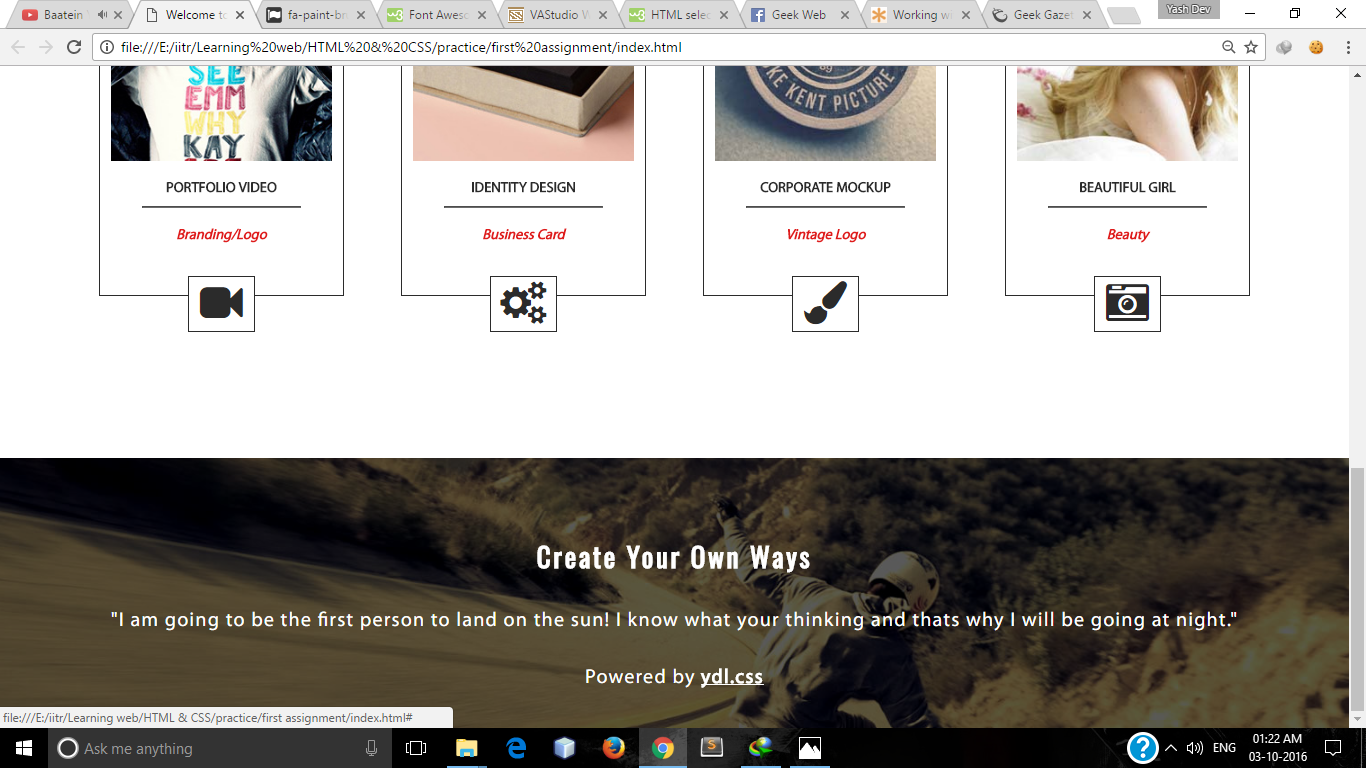 Baatein
Welcome to
fa-paint-br
Font Aweso
VAStudio W
HTML selec
Geek Web
Working w
Geek Gazet
Yash Dev
file:///E:/iitr/Learning%20web/HTML%20&%20CSS/practice/first%20assignment/index.html
SEE
EMM
WHY
KAY
KE KENT PICTURE
PORTFOLIO VIDEO
IDENTITY DESIGN
CORPORATE MOCKUP
BEAUTIFUL GIRL
Branding/Logo
Business Card
Vintage Logo
Beauty
Create Your Own Ways
"I am going to be the first person to land on the sun! I know what your thinking and thats why I will be going at night."
Powered by ydl.css
file:///E:/iitr/Learning web/HTML & CSS/practice/first assignment/index.html#
Ask me anything
ENG
01:22 AM
03-10-2016